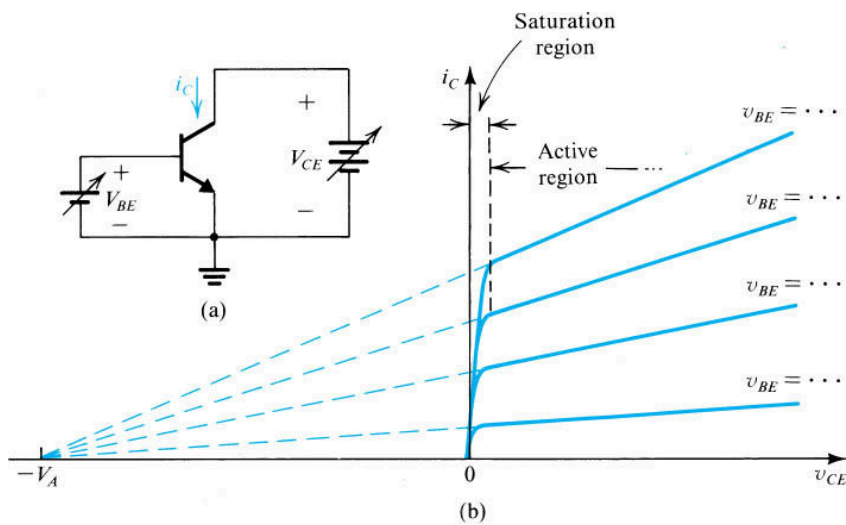 Saturation
region
i_C
i_C
v_BE = ···
+
V_CE
−
+
V_BE
−
Active ···
region
v_BE = ···
(a)
v_BE = ···
v_BE = ···
−V_A
0
v_CE
(b)